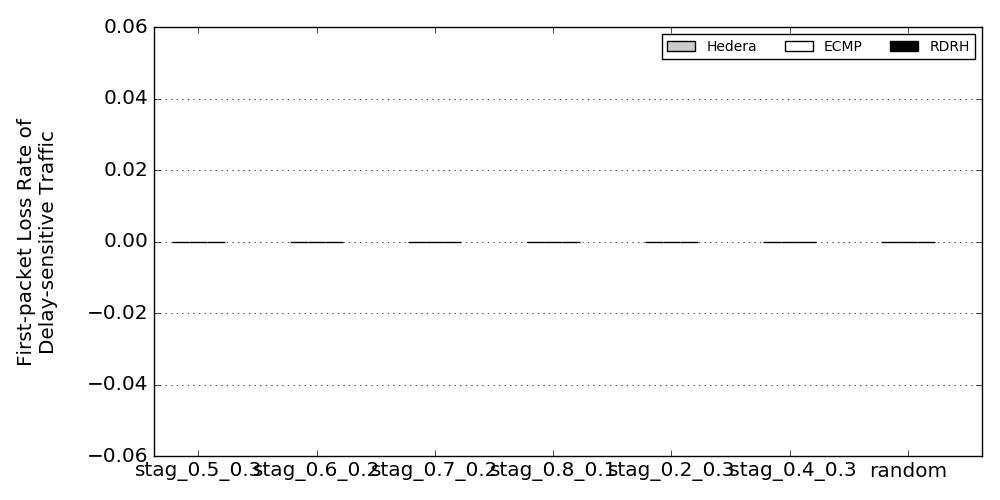 0.06
Hedera ECMP RDRH
0.04
0.02
0.00
−0.02
−0.04
−0.06
First-packet Loss Rate of
Delay-sensitive Traffic
stag_0.5_0.3 stag_0.6_0.2 stag_0.7_0.2 stag_0.8_0.1 stag_0.2_0.3 stag_0.4_0.3 random